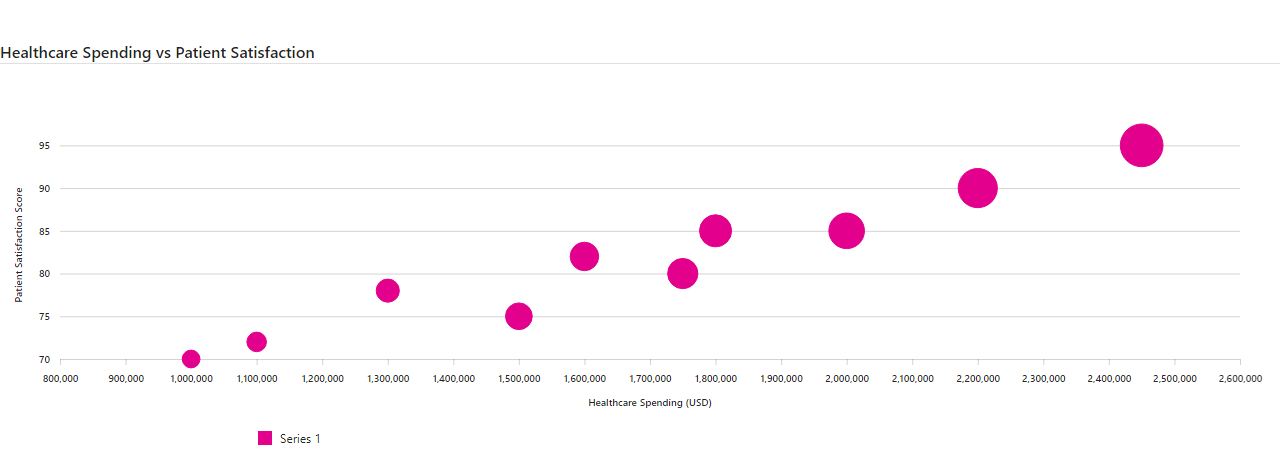 Healthcare Spending vs Patient Satisfaction
95
90
85
80
75
70
Patient Satisfaction Score
800,000 900,000 1,000,000 1,100,000 1,200,000 1,300,000 1,400,000 1,500,000 1,600,000 1,700,000 1,800,000 1,900,000 2,000,000 2,100,000 2,200,000 2,300,000 2,400,000 2,500,000 2,600,000
Healthcare Spending (USD)
Series 1